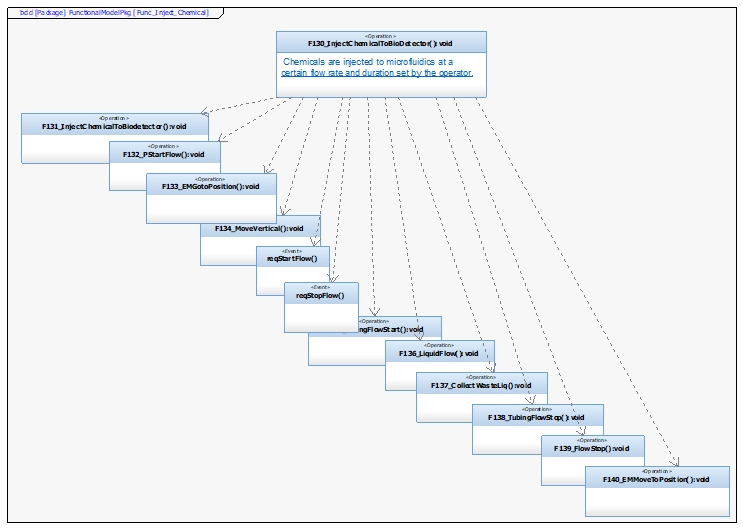 bdd [Package] FunctionalModelPkg [Func_Inject_Chemical]
«Operation»
F130_InjectChemicalToBioDetector():void
Chemicals are injected to microfluidics at a
certain flow rate and duration set by the operator.
«Operation»
F131_InjectChemicalToBiodetector():void
«Operation»
F132_PStartFlow():void
«Operation»
F133_EMGotoPosition():void
F134_MoveVertical():void
«Event»
reqStartFlow()
«Event»
reqStopFlow()
«Operation»
ngFlowStart():void
«Operation»
F136_LiquidFlow():void
«Operation»
F137_CollectWasteLiq():void
«Operation»
F138_TubingFlowStop():void
«Operation»
F139_FlowStop():void
«Operation»
F140_EMMoveToPosition():void